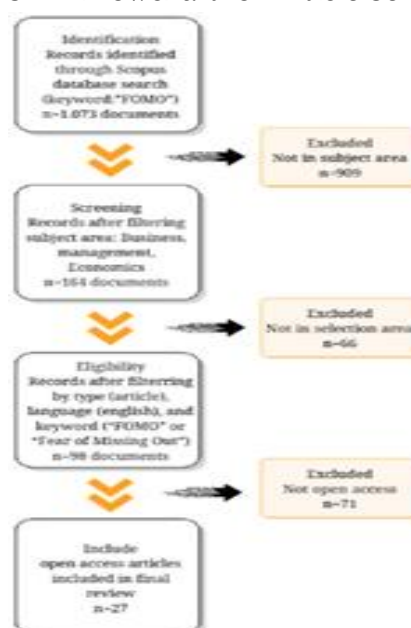 Identification
Records identified
through Scopus
database search
(keyword:"FOMO")
n=1.073 documents
Excluded
Not in subject area
n=909
Screening
Records after filtering
subject area: Business,
management,
Economics
n=164 documents
Excluded
Not in selection area
n=66
Eligibility
Records after filterring
by type (article),
language (english), and
keyword ("FOMO" or
"Fear of Missing Out")
n=98 documents
Excluded
Not open access
n=71
Include
open access articles
included in final
review
n=27